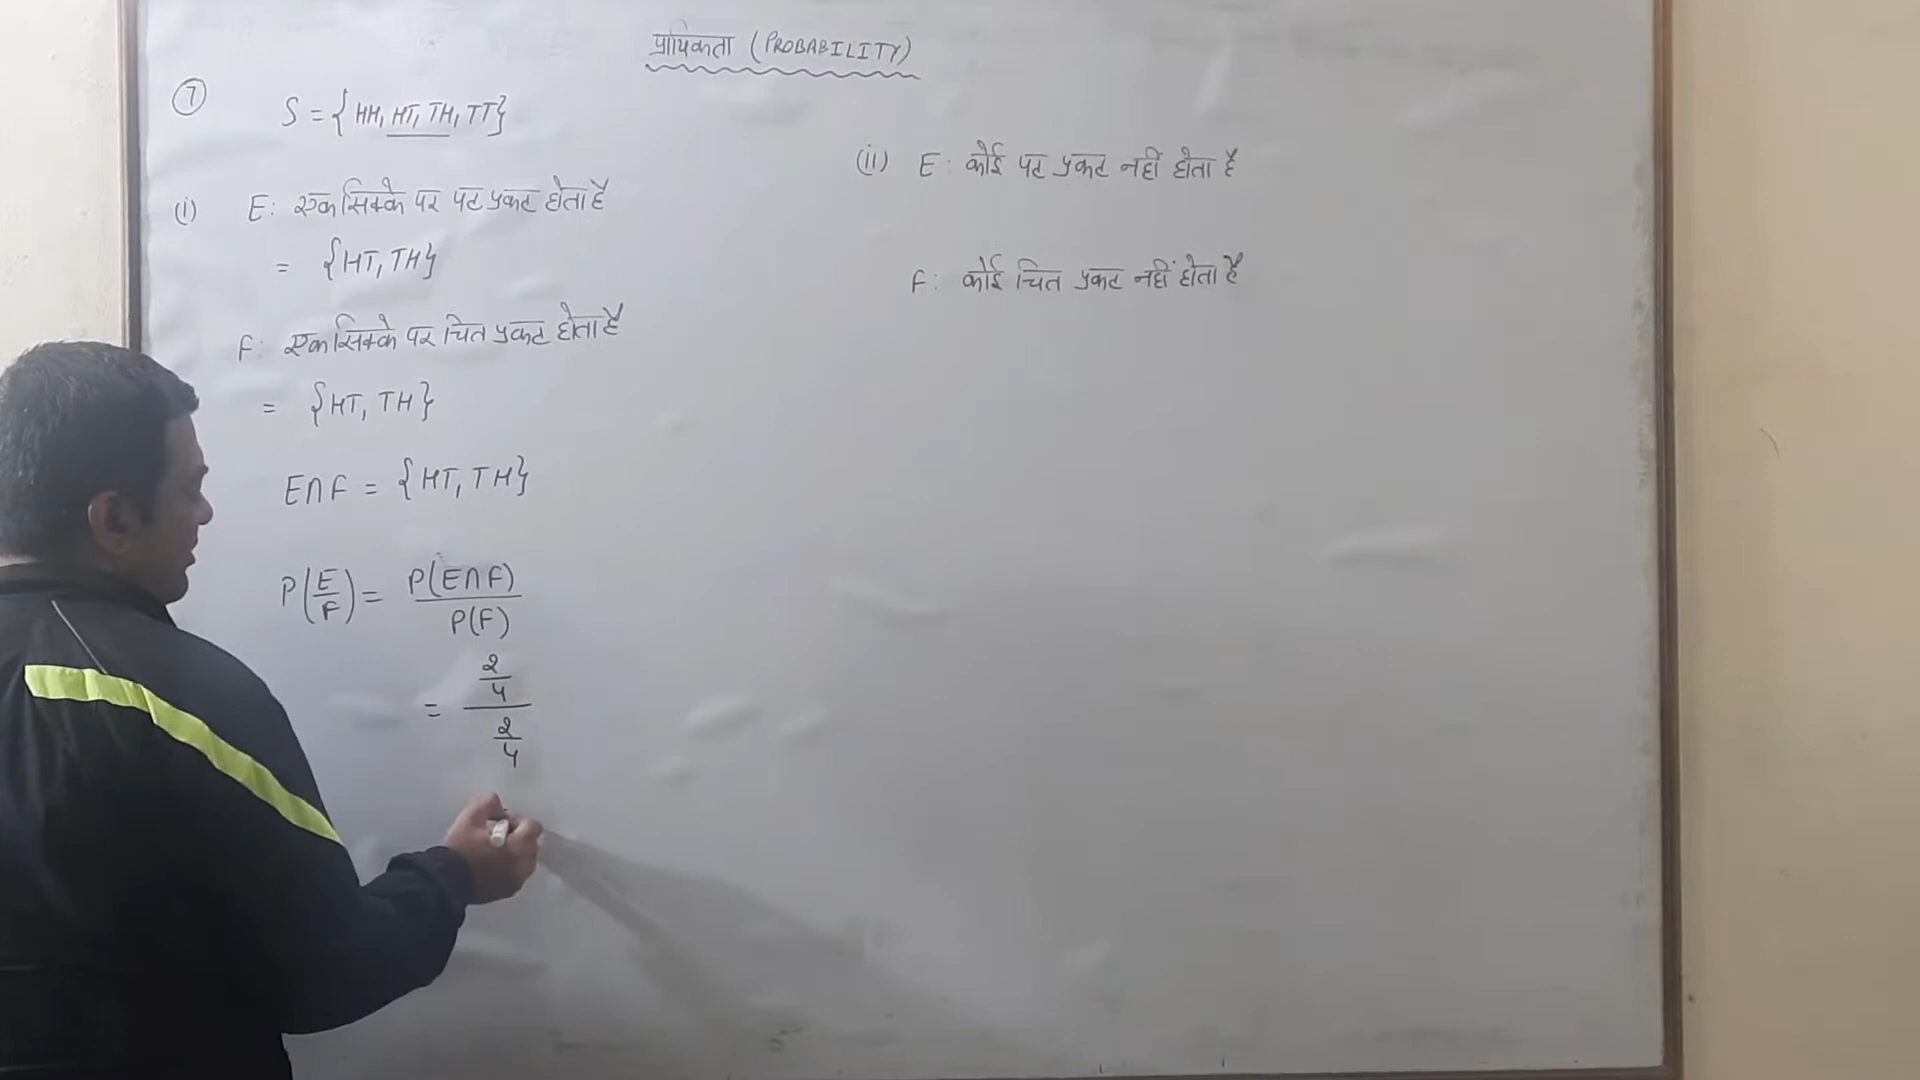 प्रायिकता (PROBABILITY)
7
S = {HH, HT, TH, TT}
(i) E: एक सिक्के पर पट प्रकट होता है
= {HT, TH}
F: एक सिक्के पर चित प्रकट होता है
= {HT, TH}
E∩F = {HT, TH}
P(E/F) = P(E∩F)/P(F)
= 2/4 / 2/4
(ii) E: कोई पट प्रकट नहीं होता है
F: कोई चित प्रकट नहीं होता है